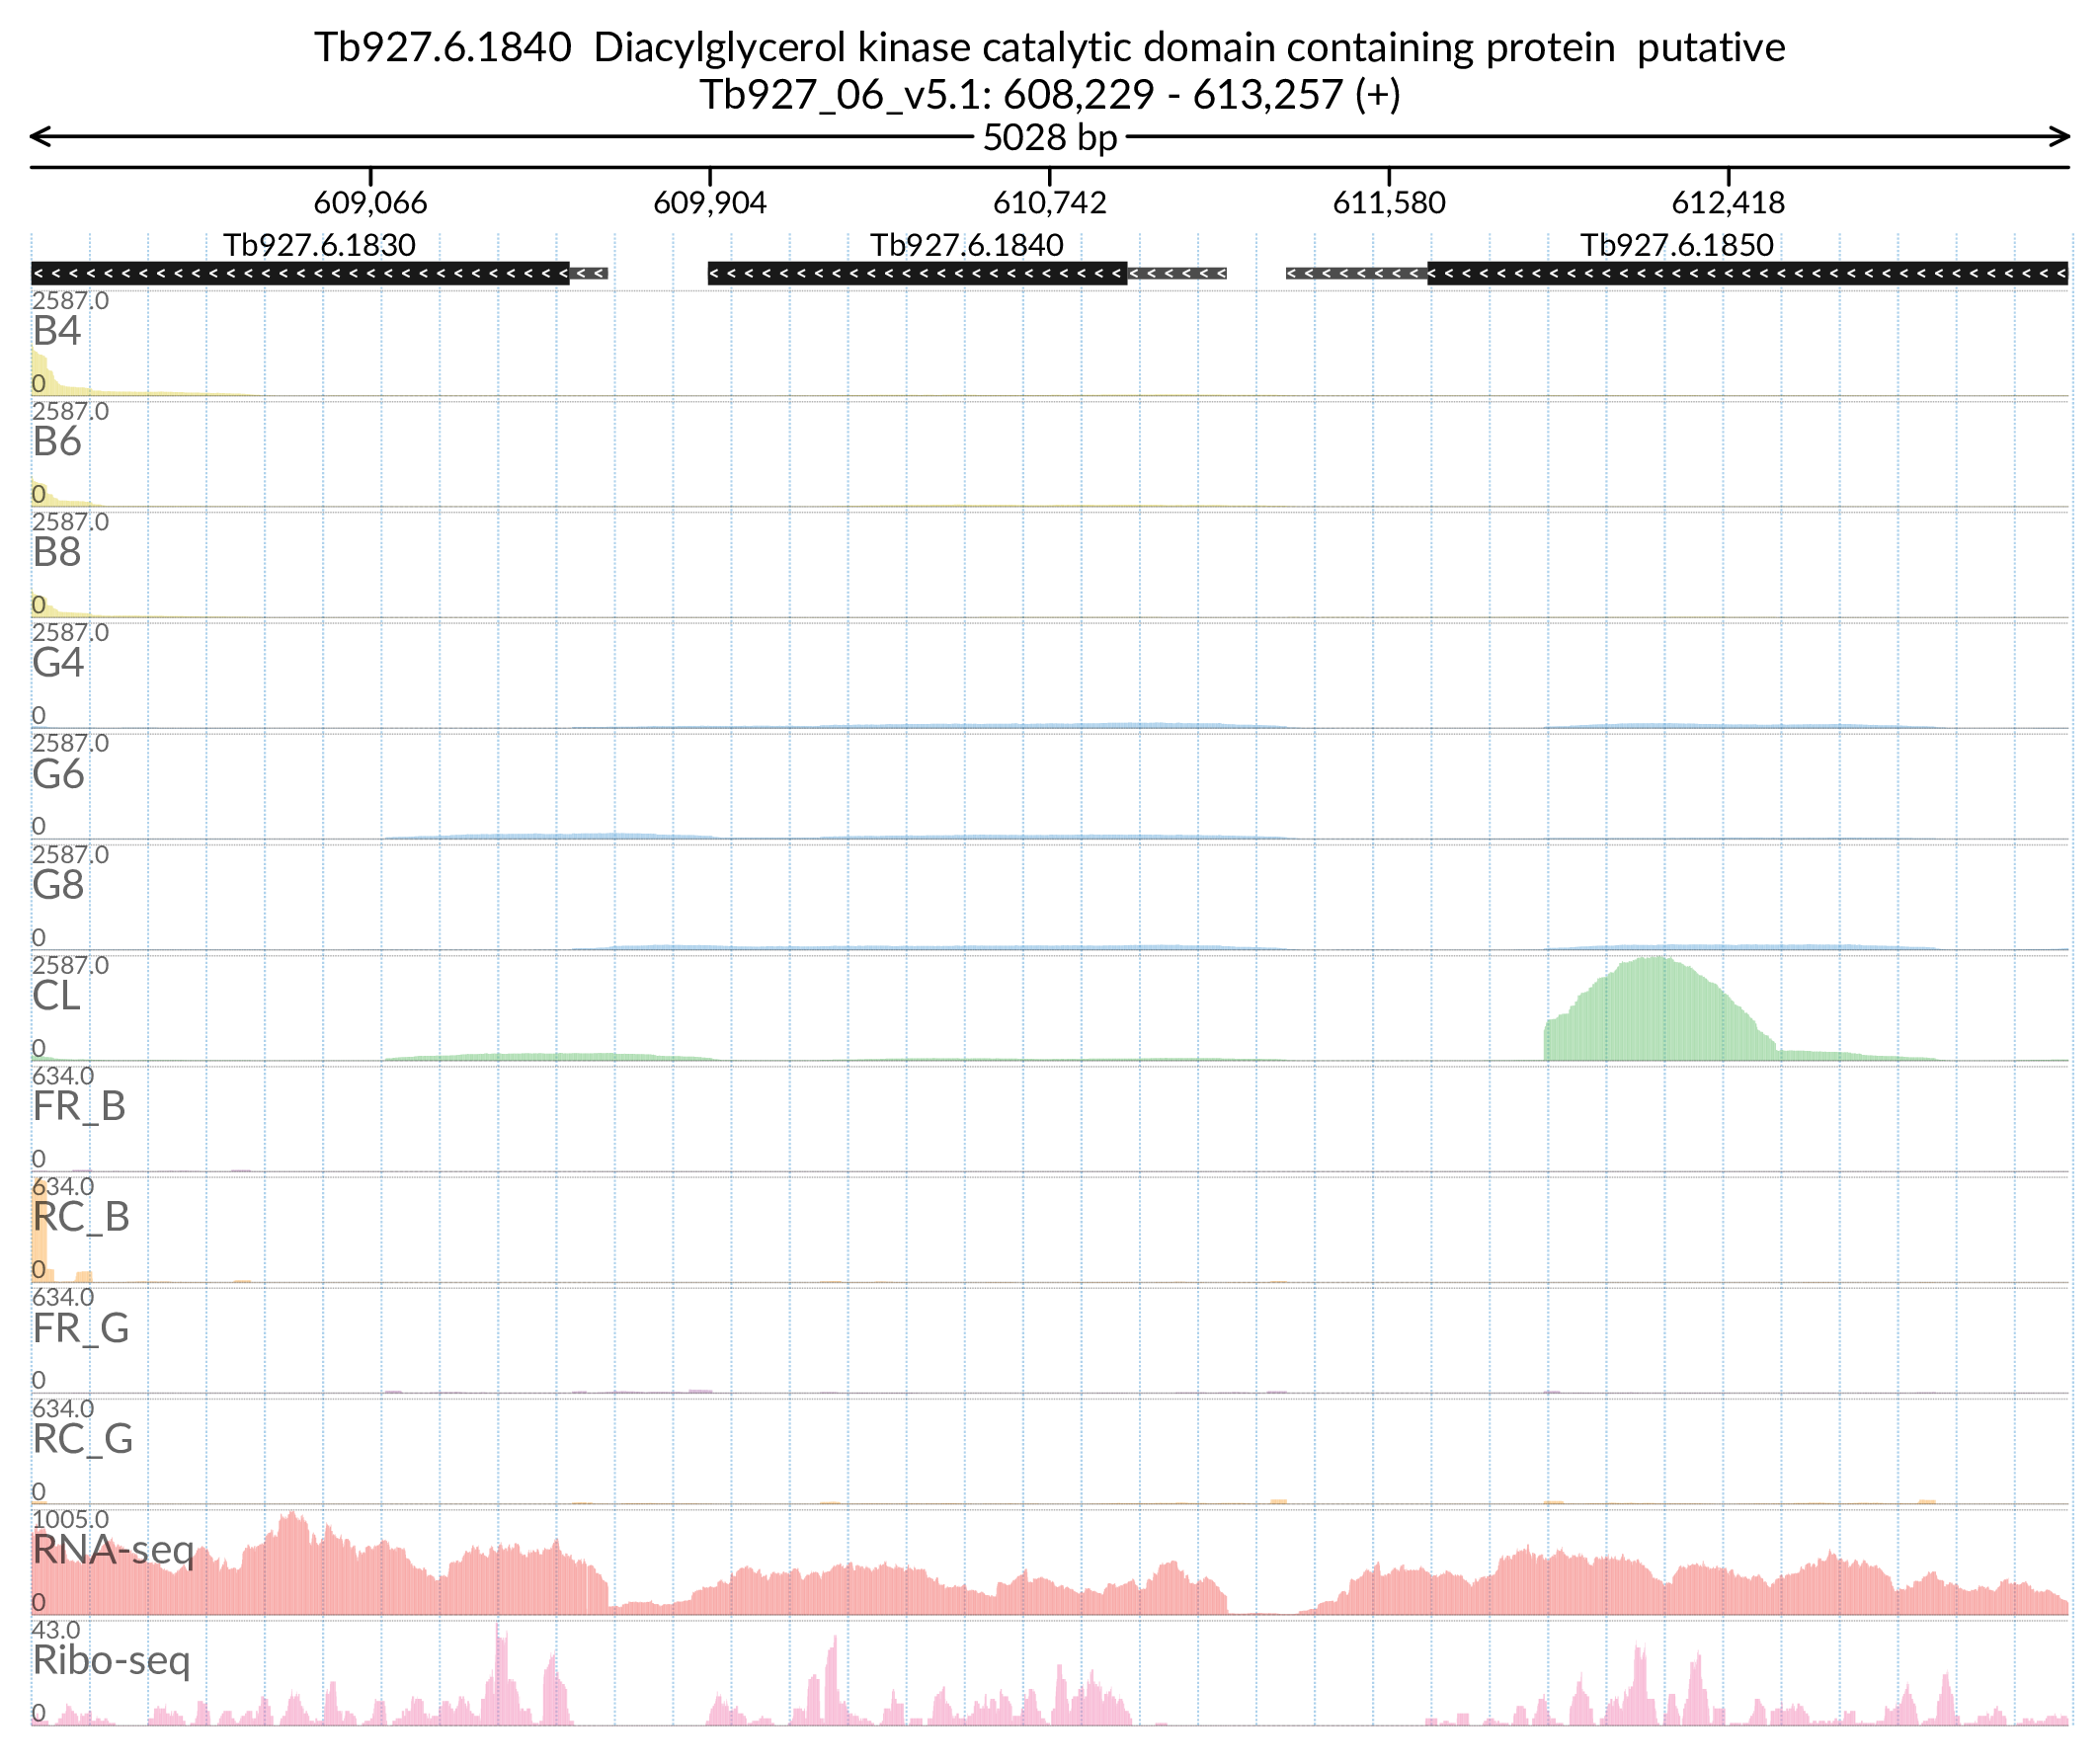 Tb927.6.1840  Diacylglycerol kinase catalytic domain containing protein  putative
Tb927_06_v5.1: 608,229 - 613,257 (+)
5028 bp
609,066 609,904 610,742 611,580 612,418
Tb927.6.1830 Tb927.6.1840 Tb927.6.1850
2587.0
B4
0
2587.0
B6
0
2587.0
B8
0
2587.0
G4
0
2587.0
G6
0
2587.0
G8
0
2587.0
CL
0
634.0
FR_B
0
634.0
RC_B
0
634.0
FR_G
0
634.0
RC_G
0
1005.0
RNA-seq
0
43.0
Ribo-seq
0